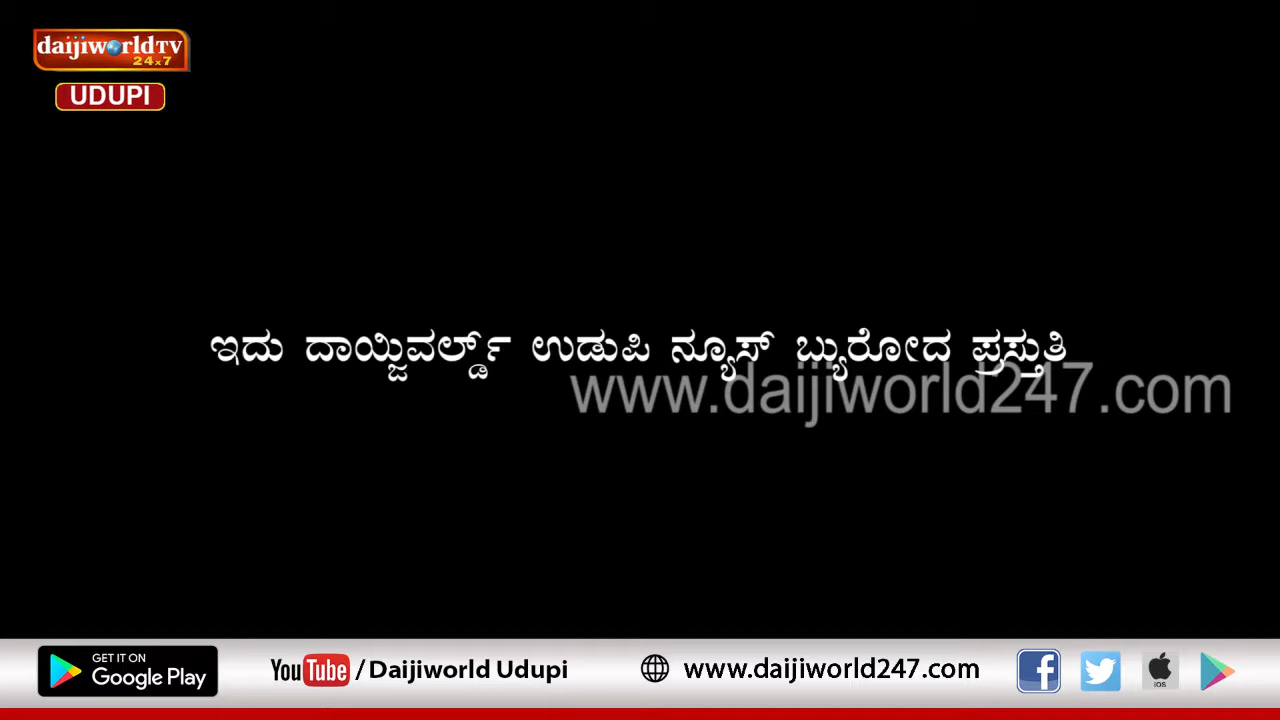 daijiworldTV
24x7
UDUPI
ಇದು ದಾಯ್ಜಿವರ್ಲ್ಡ್ ಉಡುಪಿ ನ್ಯೂಸ್ ಬ್ಯುರೋದ ಪ್ರಸ್ತುತಿ
www.daijiworld247.com
GET IT ON
Google Play
YouTube /Daijiworld Udupi
www.daijiworld247.com
f
iOS